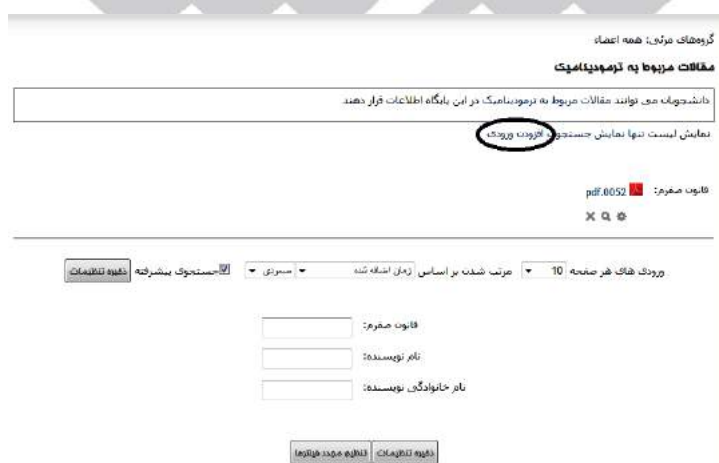 گروه‌های مرئی: همه اعضاء
مقالات مربوط به ترمودینامیک
دانشجویان می توانند مقالات مربوط به ترمودینامیک در این پایگاه اطلاعات قرار دهند
نمایش لیست تنها نمایش جستجوی افزودن ورودی
قانون صفرم: pdf.0052
ورودی های هر صفحه 10 مرتب شدن بر اساس زمان اضافه شده صعودی جستجوی پیشرفته ذخیره تنظیمات
قانون صفرم:
نام نویسنده:
نام خانوادگی نویسنده:
ذخیره تنظیمات تنظیم مجدد فیلترها